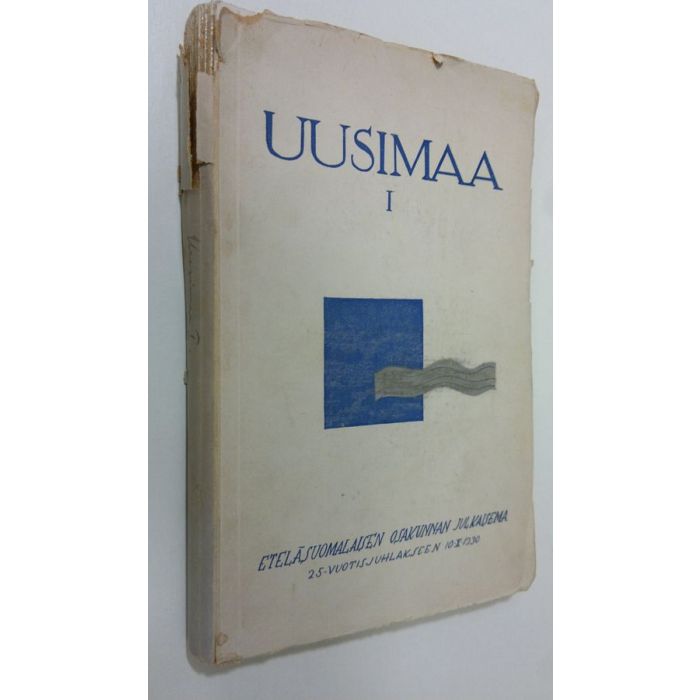 UUSIMAA
I
ETELÄSUOMALAISEN OSAKUNNAN JULKAISEMA
25-VUOTISJUHLAKSEEN 10·X·1930